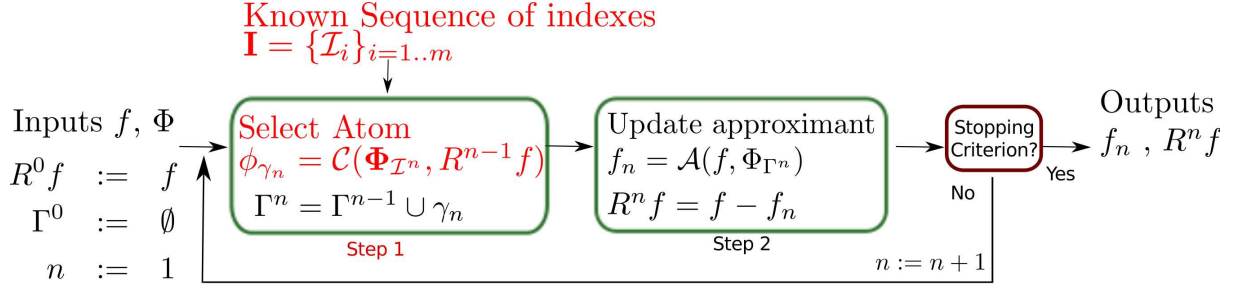 Known Sequence of indexes
𝐈 = {ℐ_i}_{i=1..m}
Inputs f, Φ
R^0 f := f
Γ^0 := ∅
n := 1
Select Atom
ϕ_{γ_n} = 𝒞(𝚽_{ℐ^n}, R^{n−1} f)
Γ^n = Γ^{n−1} ∪ γ_n
Step 1
Update approximant
f_n = 𝒜(f, Φ_{Γ^n})
R^n f = f − f_n
Step 2
Stopping
Criterion?
Yes
No
n := n + 1
Outputs
f_n , R^n f